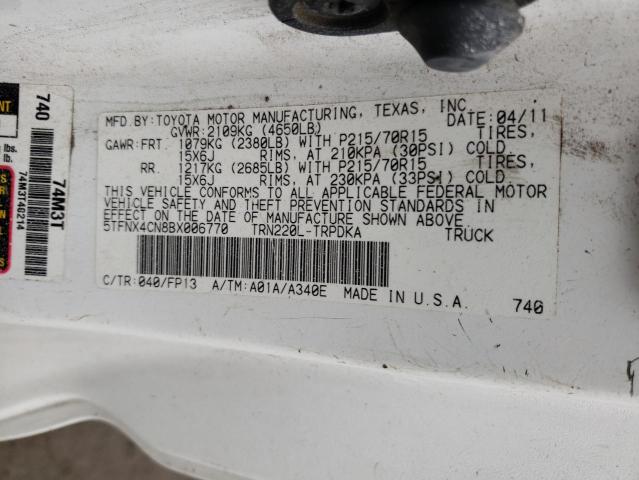 MFD.BY:TOYOTA MOTOR MANUFACTURING, TEXAS, INC.
GVWR:2109KG (4650LB) DATE:04/11
GAWR:FRT. 1079KG (2380LB) WITH P215/70R15 TIRES,
15X6J RIMS, AT 210KPA (30PSI) COLD.
RR. 1217KG (2685LB) WITH P215/70R15 TIRES,
15X6J RIMS, AT 230KPA (33PSI) COLD.
THIS VEHICLE CONFORMS TO ALL APPLICABLE FEDERAL MOTOR
VEHICLE SAFETY AND THEFT PREVENTION STANDARDS IN
EFFECT ON THE DATE OF MANUFACTURE SHOWN ABOVE
5TFNX4CN8BX006770 TRN220L-TRPDKA TRUCK
C/TR:040/FP13 A/TM:A01A/A340E MADE IN U.S.A. 740
740
74M3T
74M3T46214
lbs.
lb.